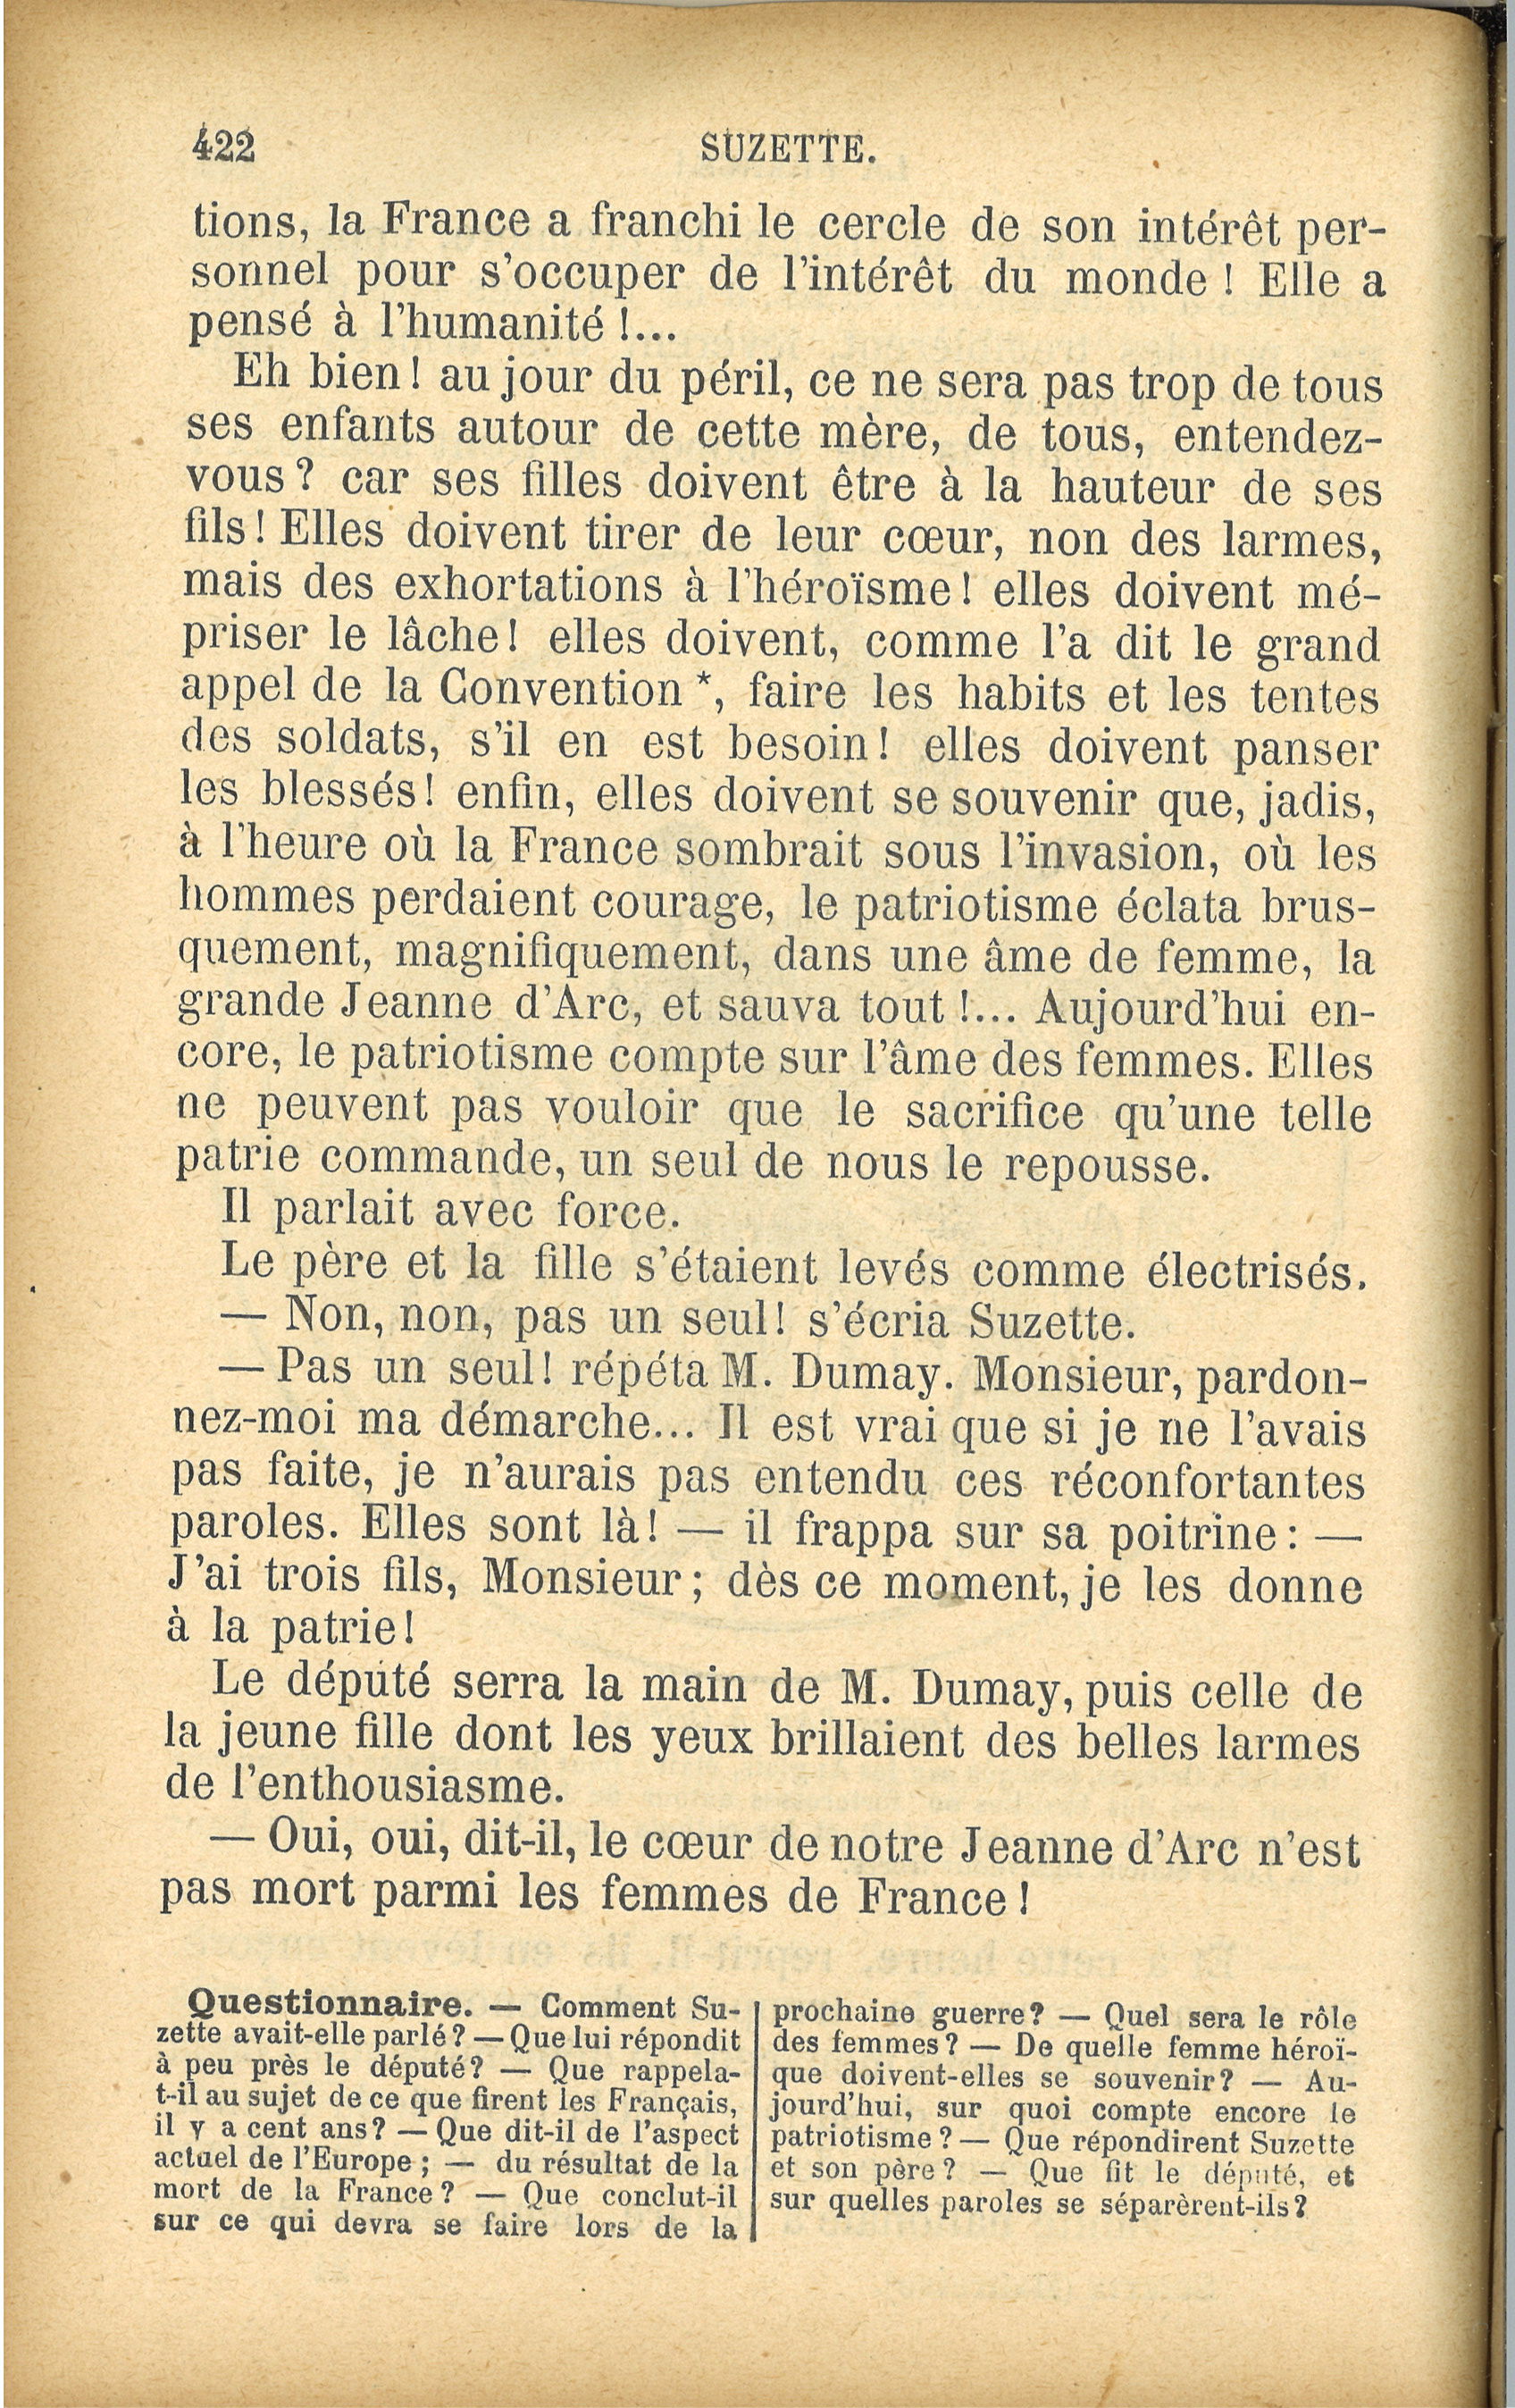 422
SUZETTE.
tions, la France a franchi le cercle de son intérêt per-
sonnel pour s'occuper de l'intérêt du monde ! Elle a
pensé à l'humanité !...
Eh bien! au jour du péril, ce ne sera pas trop de tous
ses enfants autour de cette mère, de tous, entendez-
vous ? car ses filles doivent être à la hauteur de ses
fils! Elles doivent tirer de leur cœur, non des larmes,
mais des exhortations à l'héroïsme! elles doivent mé-
priser le lâche! elles doivent, comme l'a dit le grand
appel de la Convention *, faire les habits et les tentes
des soldats, s'il en est besoin! elles doivent panser
les blessés! enfin, elles doivent se souvenir que, jadis,
à l'heure où la France sombrait sous l'invasion, où les
hommes perdaient courage, le patriotisme éclata brus-
quement, magnifiquement, dans une âme de femme, la
grande Jeanne d'Arc, et sauva tout !... Aujourd'hui en-
core, le patriotisme compte sur l'âme des femmes. Elles
ne peuvent pas vouloir que le sacrifice qu'une telle
patrie commande, un seul de nous le repousse.
Il parlait avec force.
Le père et la fille s'étaient levés comme électrisés.
— Non, non, pas un seul! s'écria Suzette.
— Pas un seul! répéta M. Dumay. Monsieur, pardon-
nez-moi ma démarche... Il est vrai que si je ne l'avais
pas faite, je n'aurais pas entendu ces réconfortantes
paroles. Elles sont là! — il frappa sur sa poitrine : —
J'ai trois fils, Monsieur ; dès ce moment, je les donne
à la patrie!
Le député serra la main de M. Dumay, puis celle de
la jeune fille dont les yeux brillaient des belles larmes
de l'enthousiasme.
— Oui, oui, dit-il, le cœur de notre Jeanne d'Arc n'est
pas mort parmi les femmes de France !
Questionnaire. — Comment Su-
zette avait-elle parlé ? — Que lui répondit
à peu près le député? — Que rappela-
t-il au sujet de ce que firent les Français,
il y a cent ans? — Que dit-il de l'aspect
actuel de l'Europe ; — du résultat de la
mort de la France ? — Que conclut-il
sur ce qui devra se faire lors de la
prochaine guerre? — Quel sera le rôle
des femmes ? — De quelle femme héroï-
que doivent-elles se souvenir? — Au-
jourd'hui, sur quoi compte encore le
patriotisme ? — Que répondirent Suzette
et son père ? — Que fit le député, et
sur quelles paroles se séparèrent-ils?